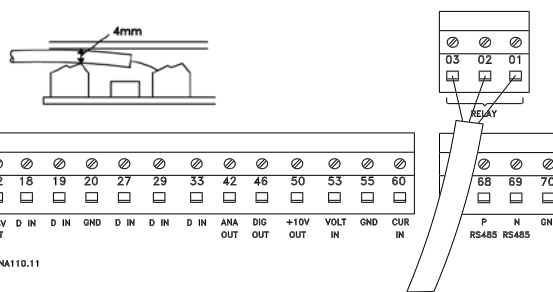 4mm
03 02 01
RELAY
18 19 20 27 29 33 42 46 50 53 55 60
D IN D IN GND D IN D IN D IN ANA OUT DIG OUT +10V OUT VOLT IN GND CUR IN
68 69 70
P RS485 N RS485
NA110.11